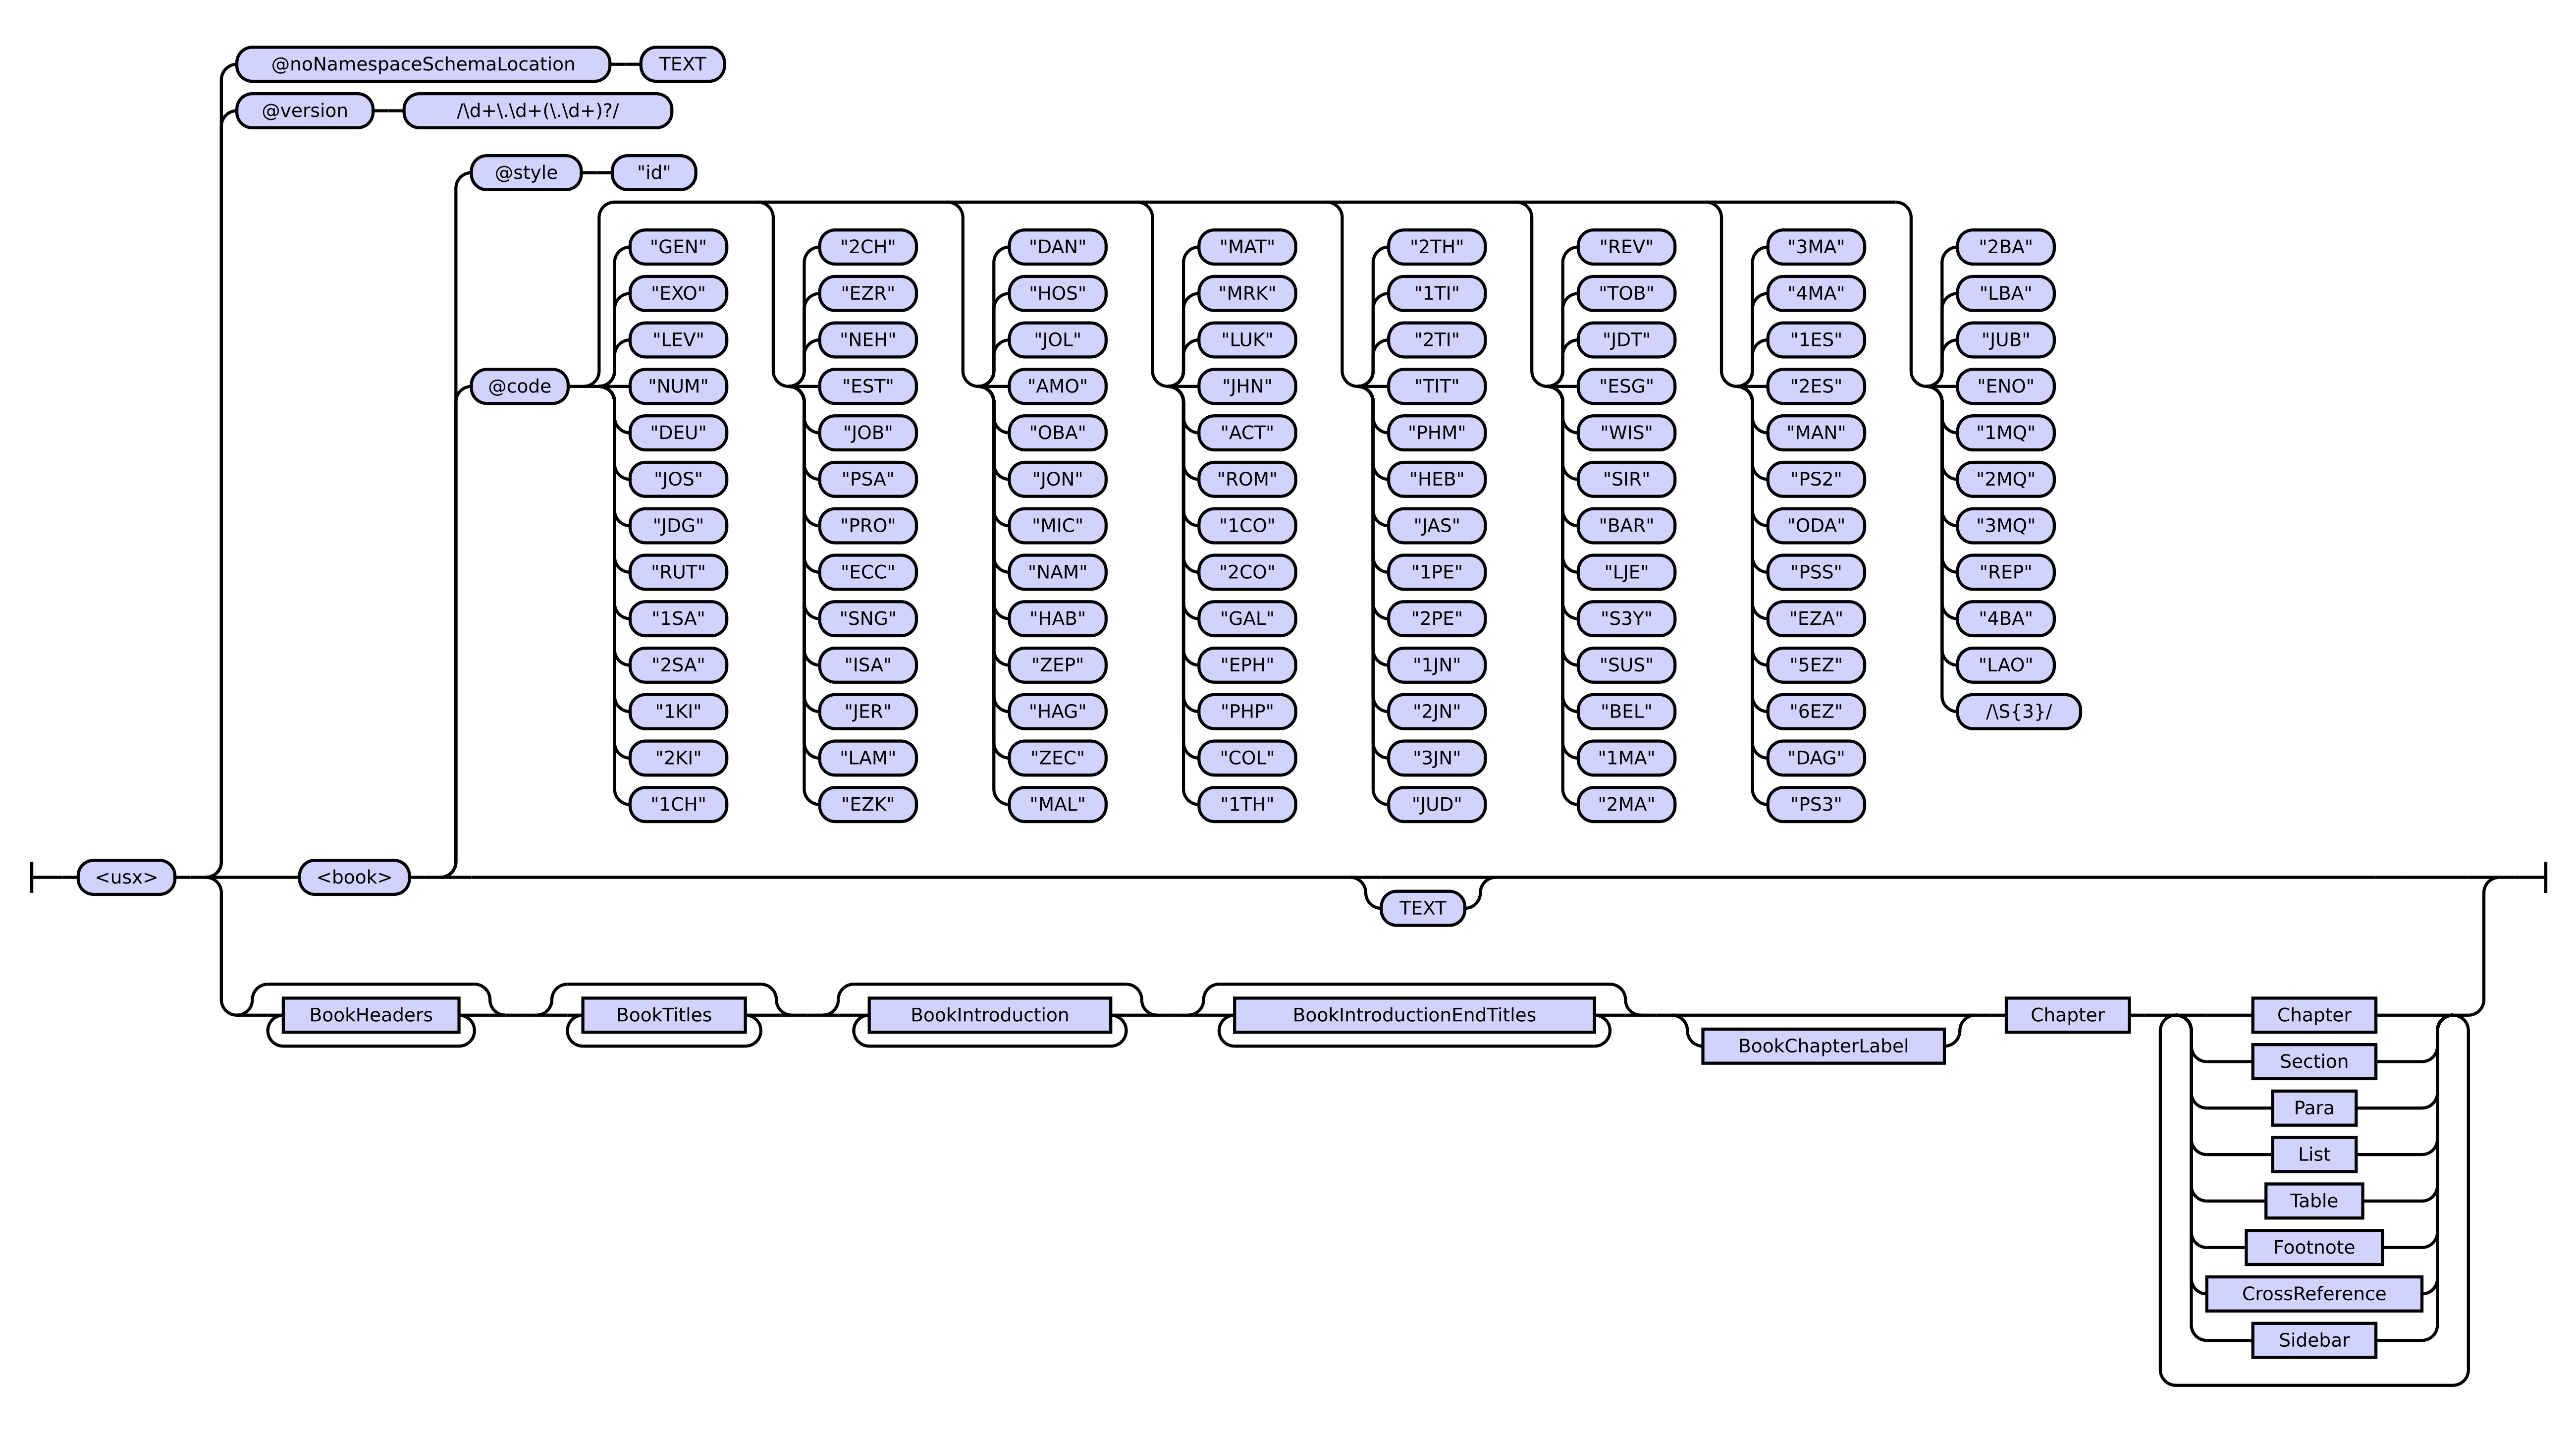 @noNamespaceSchemaLocation TEXT
@version /\d+\.\d+(\.\d+)?/
@style "id"
"GEN" "2CH" "DAN" "MAT" "2TH" "REV" "3MA" "2BA"
"EXO" "EZR" "HOS" "MRK" "1TI" "TOB" "4MA" "LBA"
"LEV" "NEH" "JOL" "LUK" "2TI" "JDT" "1ES" "JUB"
@code "NUM" "EST" "AMO" "JHN" "TIT" "ESG" "2ES" "ENO"
"DEU" "JOB" "OBA" "ACT" "PHM" "WIS" "MAN" "1MQ"
"JOS" "PSA" "JON" "ROM" "HEB" "SIR" "PS2" "2MQ"
"JDG" "PRO" "MIC" "1CO" "JAS" "BAR" "ODA" "3MQ"
"RUT" "ECC" "NAM" "2CO" "1PE" "LJE" "PSS" "REP"
"1SA" "SNG" "HAB" "GAL" "2PE" "S3Y" "EZA" "4BA"
"2SA" "ISA" "ZEP" "EPH" "1JN" "SUS" "5EZ" "LAO"
"1KI" "JER" "HAG" "PHP" "2JN" "BEL" "6EZ" /\S{3}/
"2KI" "LAM" "ZEC" "COL" "3JN" "1MA" "DAG"
"1CH" "EZK" "MAL" "1TH" "JUD" "2MA" "PS3"
<usx> <book>
TEXT
BookHeaders BookTitles BookIntroduction BookIntroductionEndTitles Chapter Chapter
BookChapterLabel
Section
Para
List
Table
Footnote
CrossReference
Sidebar